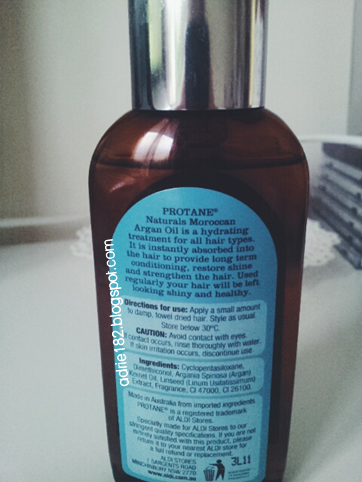 PROTANE®
Naturals Moroccan
Argan Oil is a hydrating
treatment for all hair types.
It is instantly absorbed into
the hair to provide long term
conditioning, restore shine
and strengthen the hair. Used
regularly your hair will be left
looking shiny and healthy.
Directions for use: Apply a small amount
to damp, towel dried hair. Style as usual.
Store below 30°C.
CAUTION: Avoid contact with eyes.
If contact occurs, rinse thoroughly with water.
If skin irritation occurs, discontinue use.
Ingredients: Cyclopentasiloxane,
Dimethiconol, Argania Spinosa (Argan)
Kernel Oil, Linseed (Linum Usitatissimum)
Extract, Fragrance, CI 47000, CI 26100.
Made in Australia from imported ingredients.
PROTANE® is a registered trademark
of ALDI Stores.
Specially made for ALDI Stores to our
stringent quality specifications. If you are not
entirely satisfied with this product, please
return it to your nearest ALDI store for
a full refund or replacement.
ALDI STORES
1 SARGENTS ROAD
MINCHINBURY NSW 2770
www.aldi.com.au
3L11
adrie182.blogspot.com